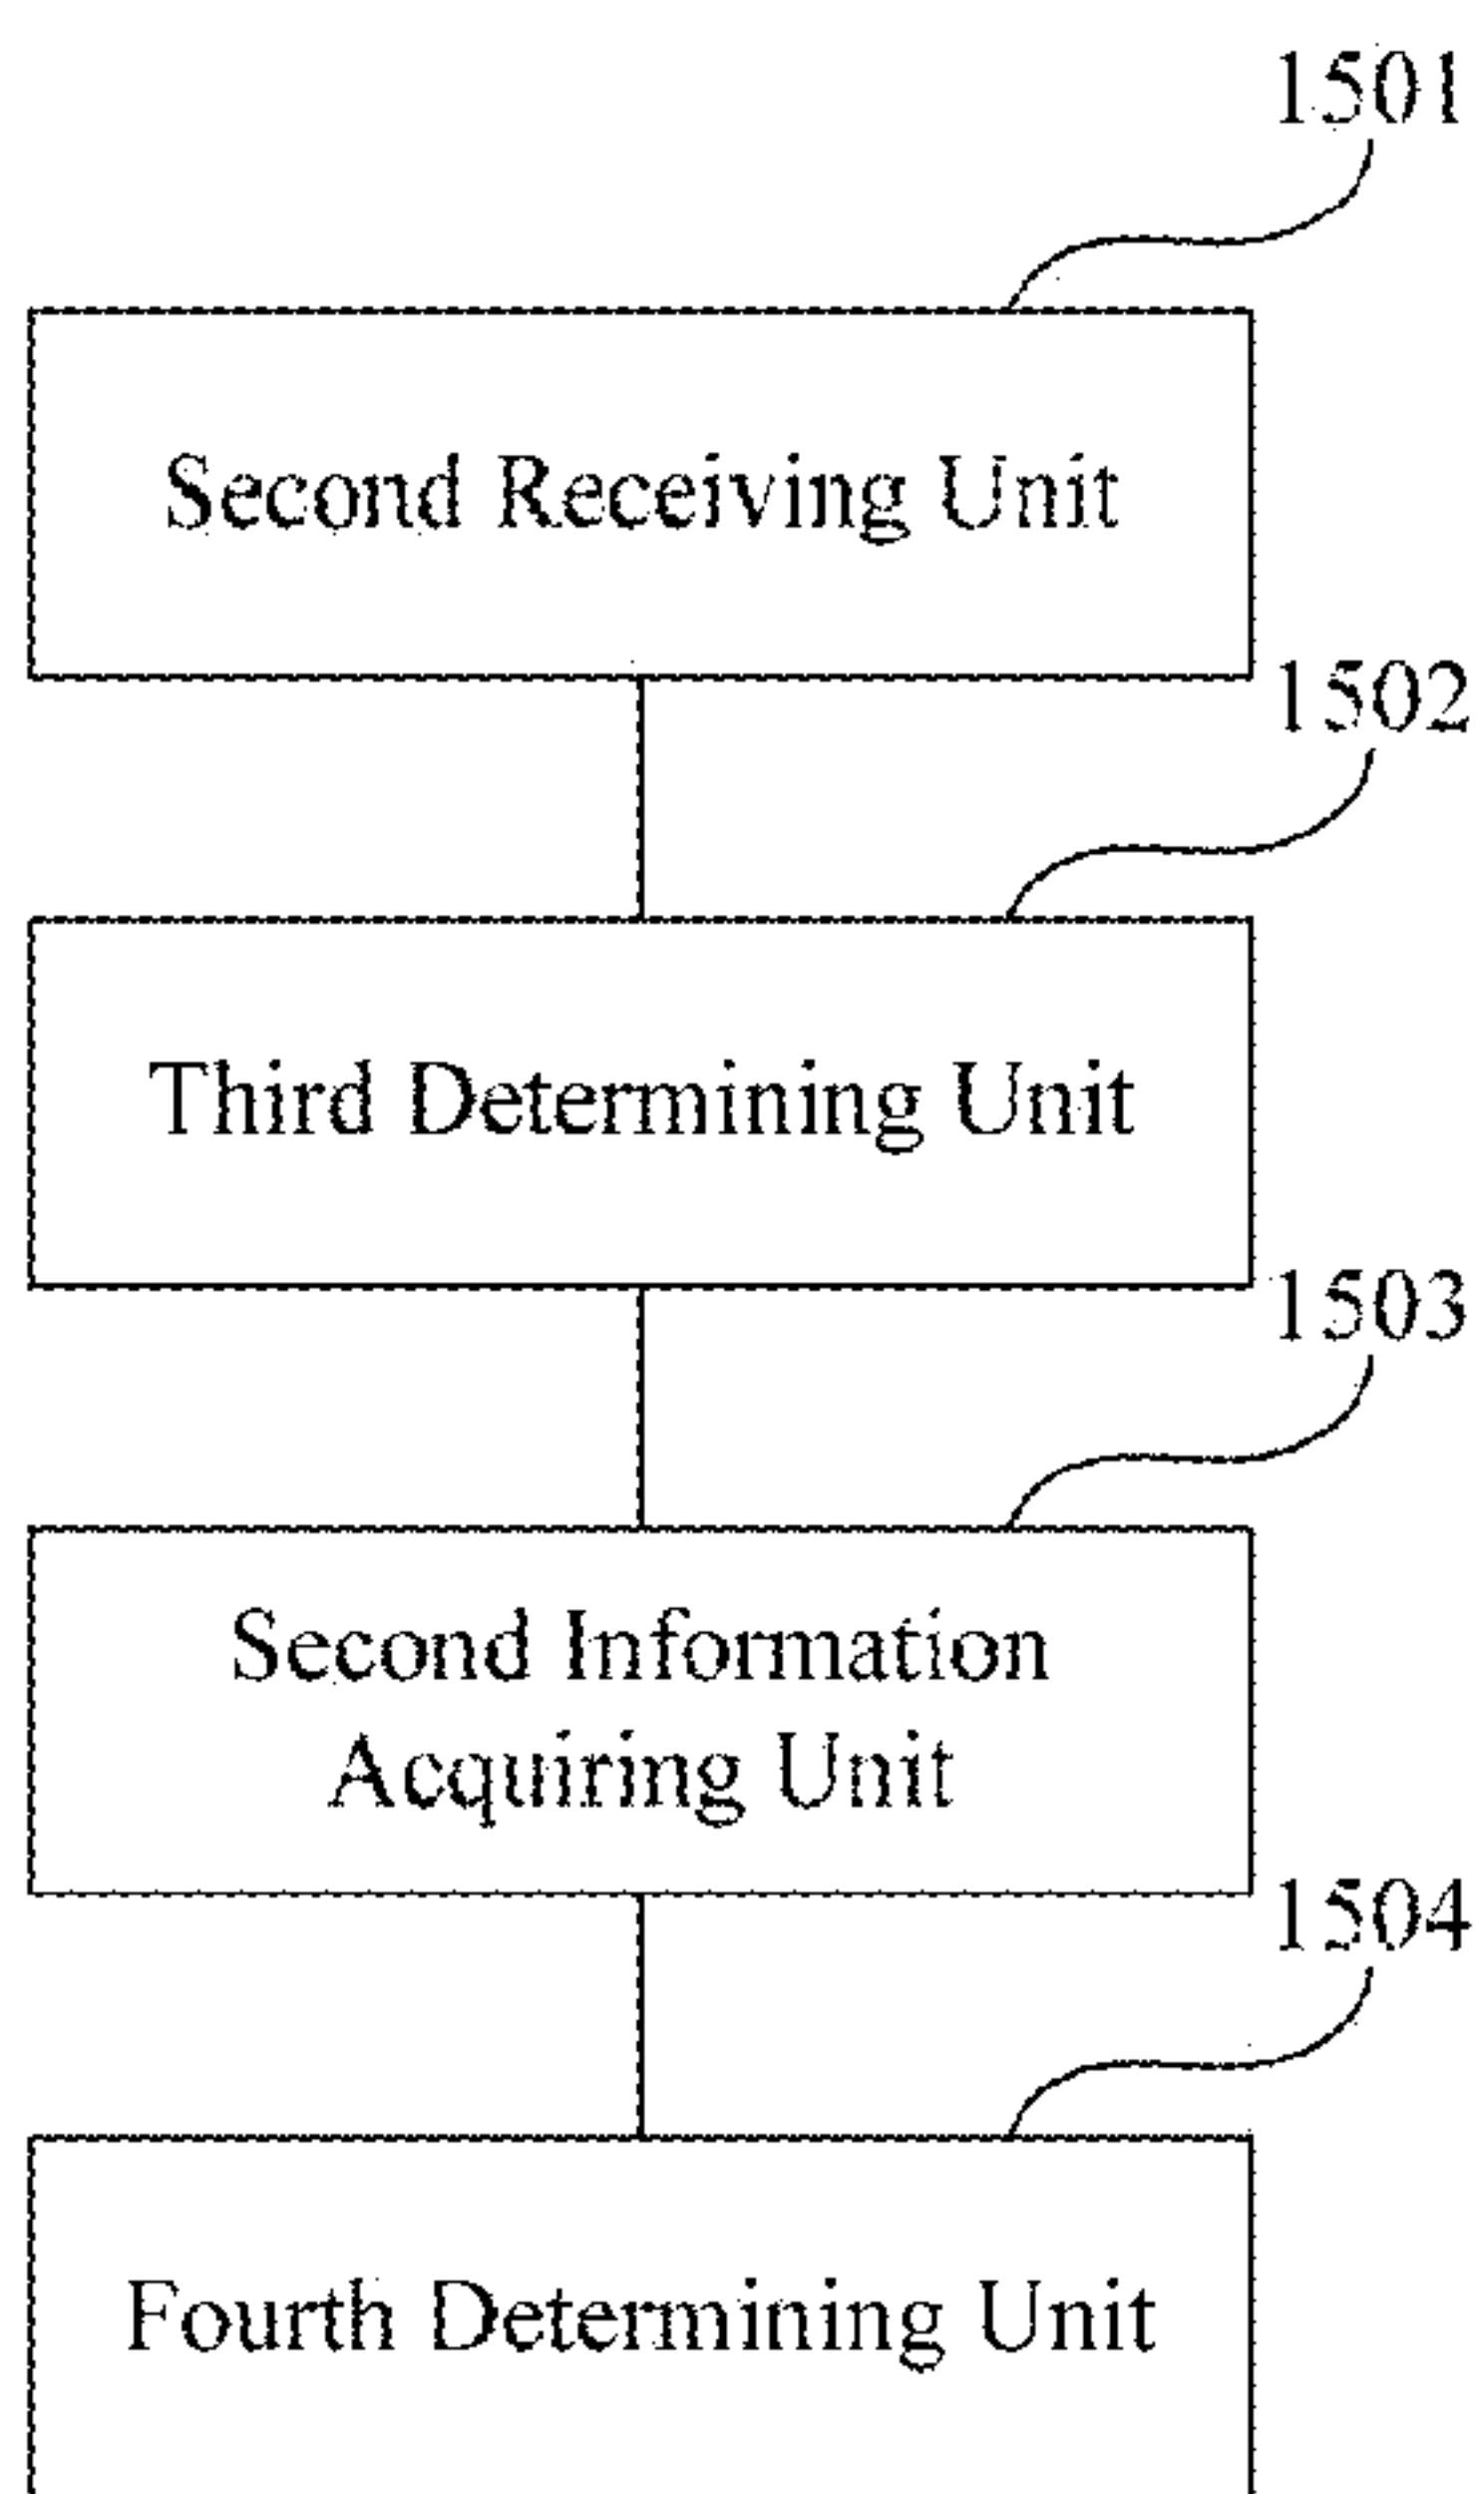 1501
Second Receiving Unit
1502
Third Determining Unit
1503
Second Information
Acquiring Unit
1504
Fourth Determining Unit